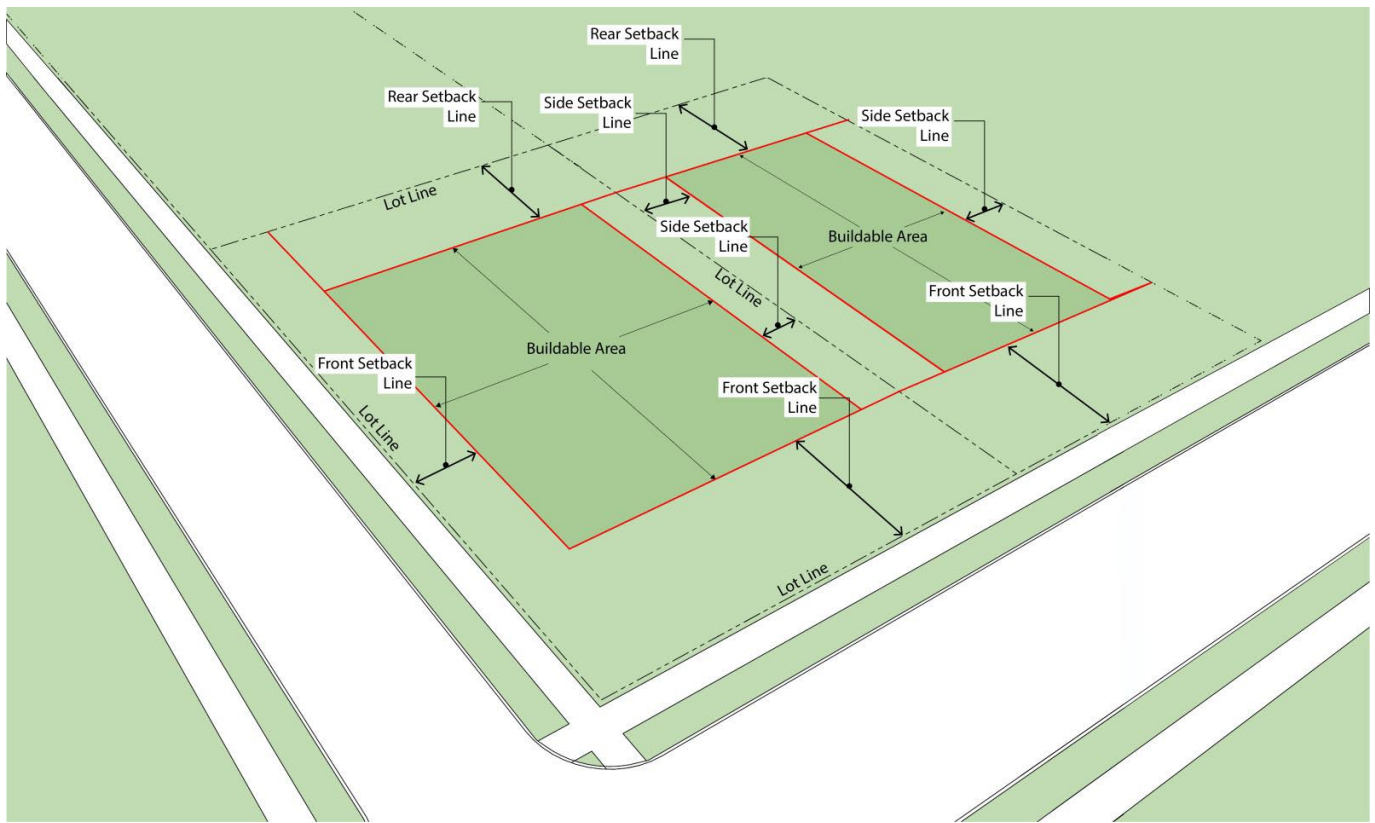 Rear Setback
Line
Rear Setback
Line
Side Setback
Line
Side Setback
Line
Lot Line
Side Setback
Line
Buildable Area
Lot Line
Front Setback
Line
Buildable Area
Front Setback
Line
Front Setback
Line
Lot Line
Lot Line